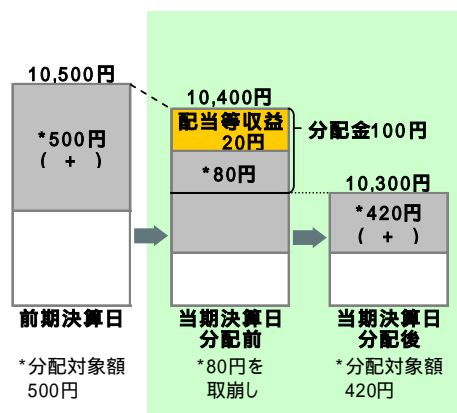 10,500円
*500円
(　+　)
10,400円
配当等収益
20円
*80円
分配金100円
10,300円
*420円
(　+　)
前期決算日
当期決算日
分配前
当期決算日
分配後
*分配対象額
500円
*80円を
取崩し
*分配対象額
420円